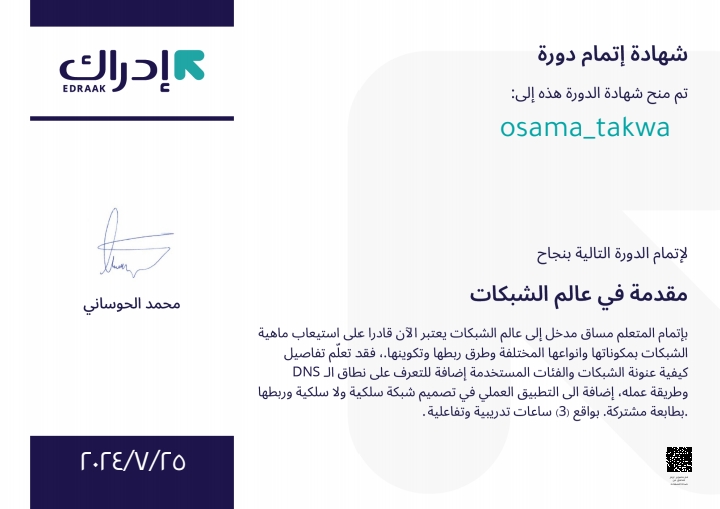 شهادة إتمام دورة
تم منح شهادة الدورة هذه إلى:
osama_takwa
لإتمام الدورة التالية بنجاح
مقدمة في عالم الشبكات
بإتمام المتعلم مساق مدخل إلى عالم الشبكات يعتبر الآن قادرا على استيعاب ماهية
الشبكات بمكوناتها وانواعها المختلفة وطرق ربطها وتكوينها،. فقد تعلّم تفاصيل
كيفية عنونة الشبكات والفئات المستخدمة إضافة للتعرف على نطاق الـ DNS
وطريقة عمله، إضافة الى التطبيق العملي في تصميم شبكة سلكية ولا سلكية وربطها
بطابعة مشتركة. بواقع (3) ساعات تدريبية وتفاعلية.
إدراك
EDRAAK
محمد الحوساني
٢٠٢٤/٧/٢٥